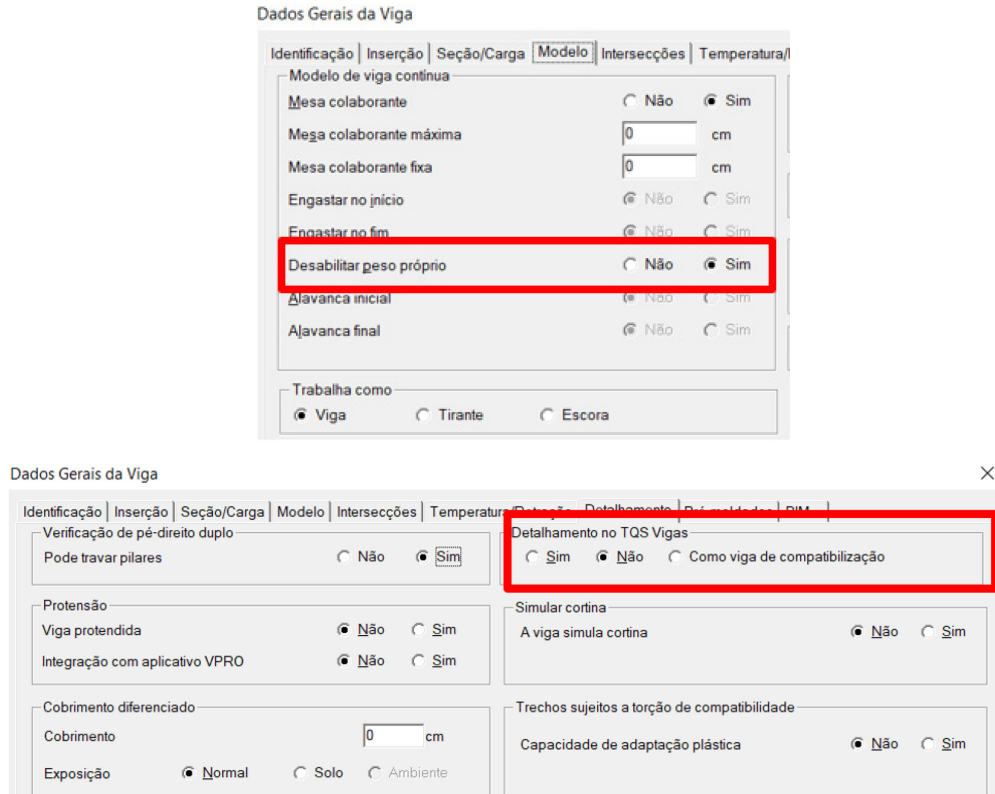 Dados Gerais da Viga
Identificação Inserção Seção/Carga Modelo Intersecções Temperatura/
Modelo de viga contínua
Mesa colaborante Não Sim
Mesa colaborante máxima 0 cm
Mesa colaborante fixa 0 cm
Engastar no início Não Sim
Engastar no fim Não Sim
Desabilitar peso próprio Não Sim
Alavanca inicial Não Sim
Alavanca final Não Sim
Trabalha como
Viga Tirante Escora
Dados Gerais da Viga
Identificação Inserção Seção/Carga Modelo Intersecções Temperatura/Retração Detalhamento Pré-moldados BIM
Verificação de pé-direito duplo
Pode travar pilares Não Sim
Detalhamento no TQS Vigas
Sim Não Como viga de compatibilização
Protensão
Viga protendida Não Sim
Integração com aplicativo VPRO Não Sim
Simular cortina
A viga simula cortina Não Sim
Cobrimento diferenciado
Cobrimento 0 cm
Exposição Normal Solo Ambiente
Trechos sujeitos a torção de compatibilidade
Capacidade de adaptação plástica Não Sim